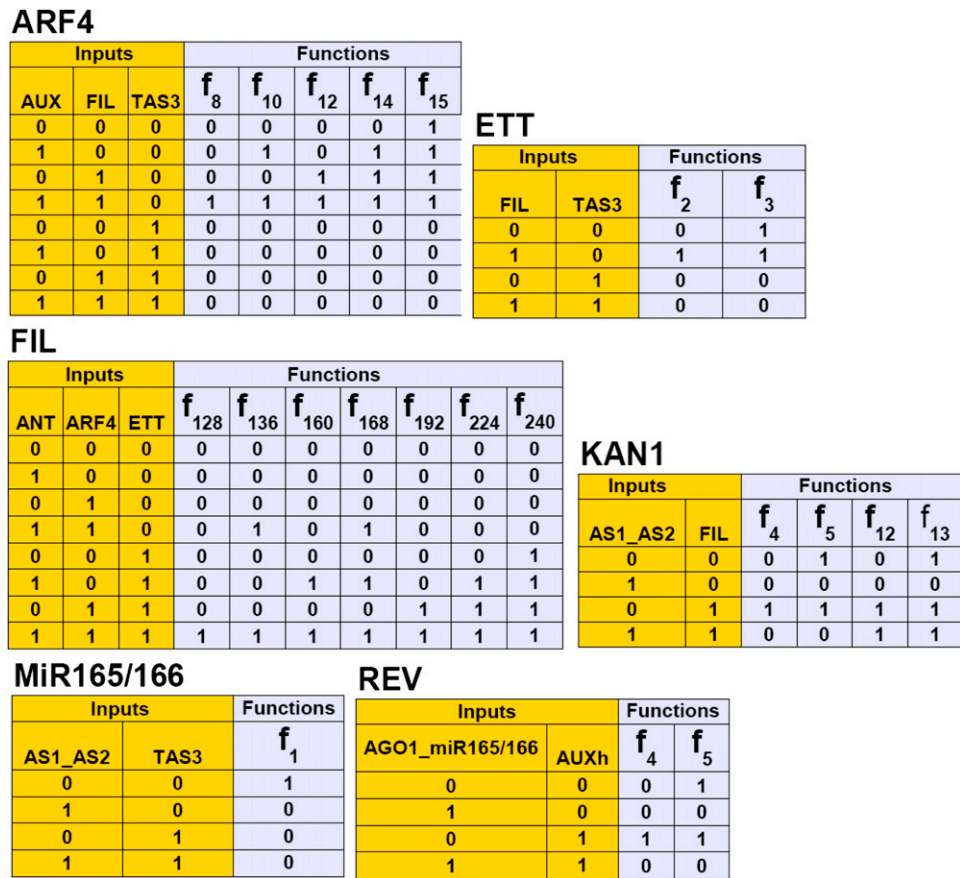 ARF4
Inputs Functions
AUX FIL TAS3 f8 f10 f12 f14 f15
0 0 0 0 0 0 0 1
1 0 0 0 1 0 1 1
0 1 0 0 0 1 1 1
1 1 0 1 1 1 1 1
0 0 1 0 0 0 0 0
1 0 1 0 0 0 0 0
0 1 1 0 0 0 0 0
1 1 1 0 0 0 0 0
ETT
Inputs Functions
FIL TAS3 f2 f3
0 0 0 1
1 0 1 1
0 1 0 0
1 1 0 0
FIL
Inputs Functions
ANT ARF4 ETT f128 f136 f160 f168 f192 f224 f240
0 0 0 0 0 0 0 0 0 0
1 0 0 0 0 0 0 0 0 0
0 1 0 0 0 0 0 0 0 0
1 1 0 0 1 0 1 0 0 0
0 0 1 0 0 0 0 0 0 1
1 0 1 0 0 1 1 0 1 1
0 1 1 0 0 0 0 1 1 1
1 1 1 1 1 1 1 1 1 1
KAN1
Inputs Functions
AS1_AS2 FIL f4 f5 f12 f13
0 0 0 1 0 1
1 0 0 0 0 0
0 1 1 1 1 1
1 1 0 0 1 1
MiR165/166
Inputs Functions
AS1_AS2 TAS3 f1
0 0 1
1 0 0
0 1 0
1 1 0
REV
Inputs Functions
AGO1_miR165/166 AUXh f4 f5
0 0 0 1
1 0 0 0
0 1 1 1
1 1 0 0